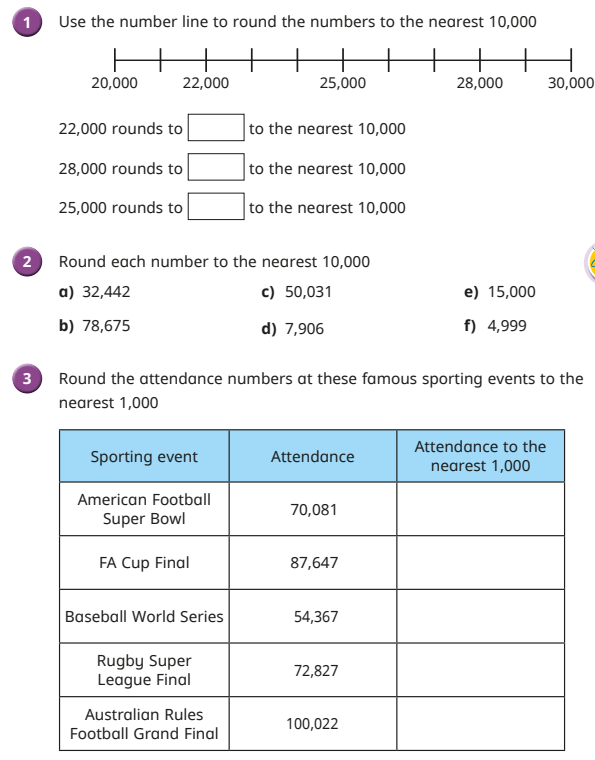 1 Use the number line to round the numbers to the nearest 10,000
20,000 22,000 25,000 28,000 30,000
22,000 rounds to to the nearest 10,000
28,000 rounds to to the nearest 10,000
25,000 rounds to to the nearest 10,000
2 Round each number to the nearest 10,000
a) 32,442 c) 50,031 e) 15,000
b) 78,675 d) 7,906 f) 4,999
3 Round the attendance numbers at these famous sporting events to the
nearest 1,000
Sporting event Attendance Attendance to the
nearest 1,000
American Football
Super Bowl 70,081
FA Cup Final 87,647
Baseball World Series 54,367
Rugby Super
League Final 72,827
Australian Rules
Football Grand Final 100,022